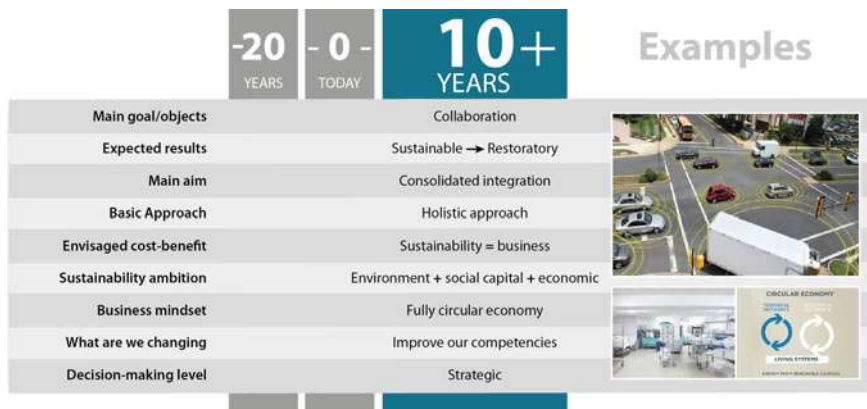 -20
YEARS
- 0 -
TODAY
10+
YEARS
Examples
Main goal/objects Collaboration
Expected results Sustainable → Restoratory
Main aim Consolidated integration
Basic Approach Holistic approach
Envisaged cost-benefit Sustainability = business
Sustainability ambition Environment + social capital + economic
Business mindset Fully circular economy
What are we changing Improve our competencies
Decision-making level Strategic
CIRCULAR ECONOMY
LIVING SYSTEMS